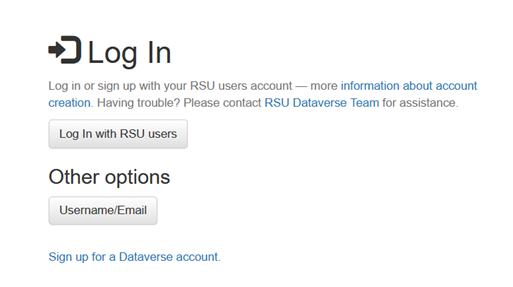 Log In
Log in or sign up with your RSU users account — more information about account
creation. Having trouble? Please contact RSU Dataverse Team for assistance.
Log In with RSU users
Other options
Username/Email
Sign up for a Dataverse account.